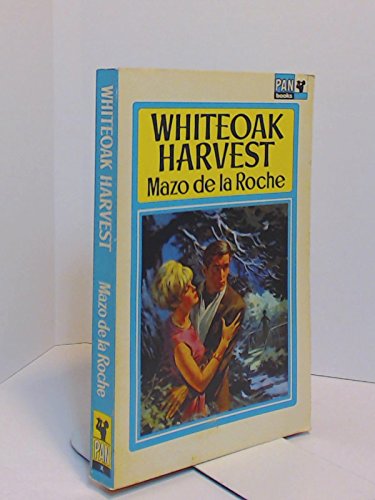 PAN
books
WHITEOAK
HARVEST
Mazo de la Roche
WHITEOAK HARVEST
Mazo de la Roche
PAN
X